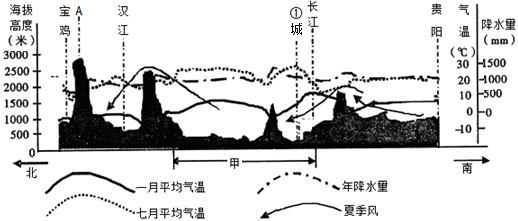 海拔
高度
(米)
宝鸡
A
汉江
①城
长江
贵阳
气温
(℃)
降水量
(mm)
3000
2500
2000
1500
1000
500
0
30
20
10
0
-10
1500
1000
500
0
北
甲
南
一月平均气温
年降水量
七月平均气温
夏季风